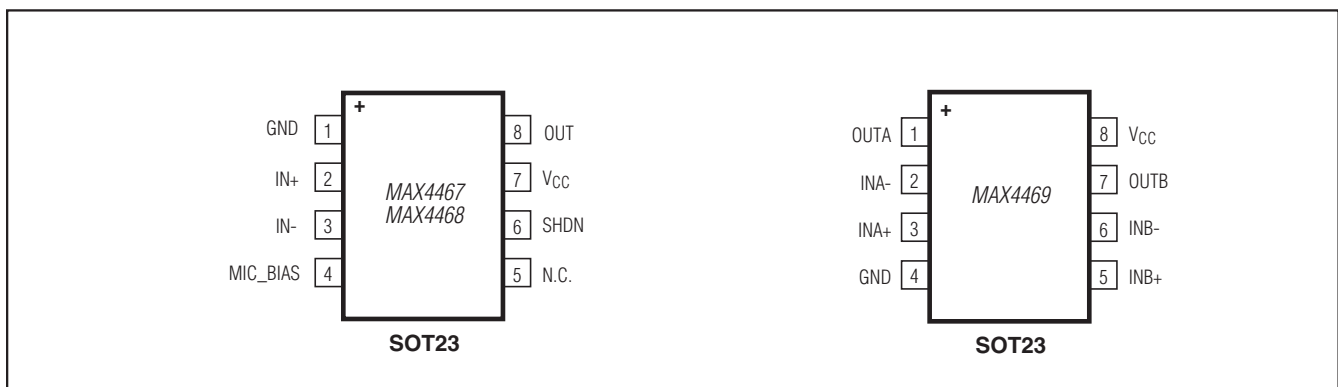 +
GND 1
IN+ 2
IN- 3
MIC_BIAS 4
MAX4467
MAX4468
8 OUT
7 VCC
6 SHDN
5 N.C.
SOT23
+
OUTA 1
INA- 2
INA+ 3
GND 4
MAX4469
8 VCC
7 OUTB
6 INB-
5 INB+
SOT23